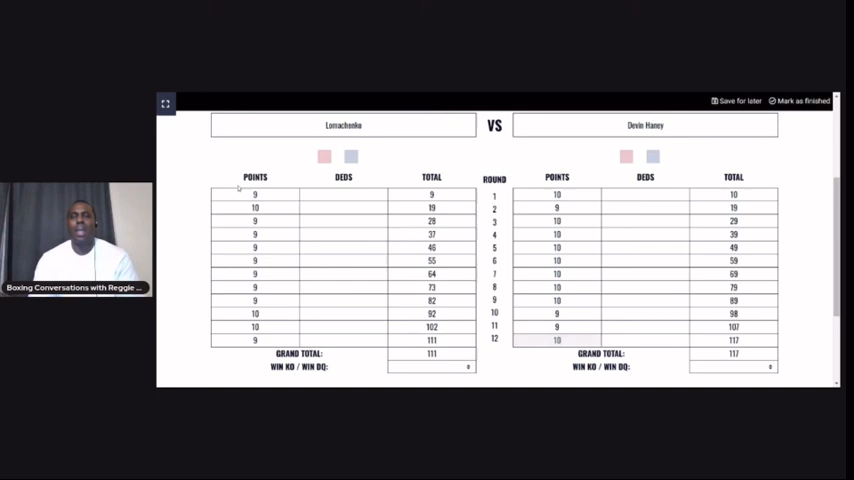 Save for later Mark as finished
Lomachenko VS Devin Haney
POINTS DEDS TOTAL ROUND POINTS DEDS TOTAL
9 9 1 10 10
10 19 2 9 19
9 28 3 10 29
9 37 4 10 39
9 46 5 10 49
9 55 6 10 59
9 64 7 10 69
9 73 8 10 79
9 82 9 10 89
10 92 10 9 98
10 102 11 9 107
9 111 12 10 117
GRAND TOTAL: 111 GRAND TOTAL: 117
WIN KO / WIN DQ: 0 WIN KO / WIN DQ: 0
Boxing Conversations with Reggie ...